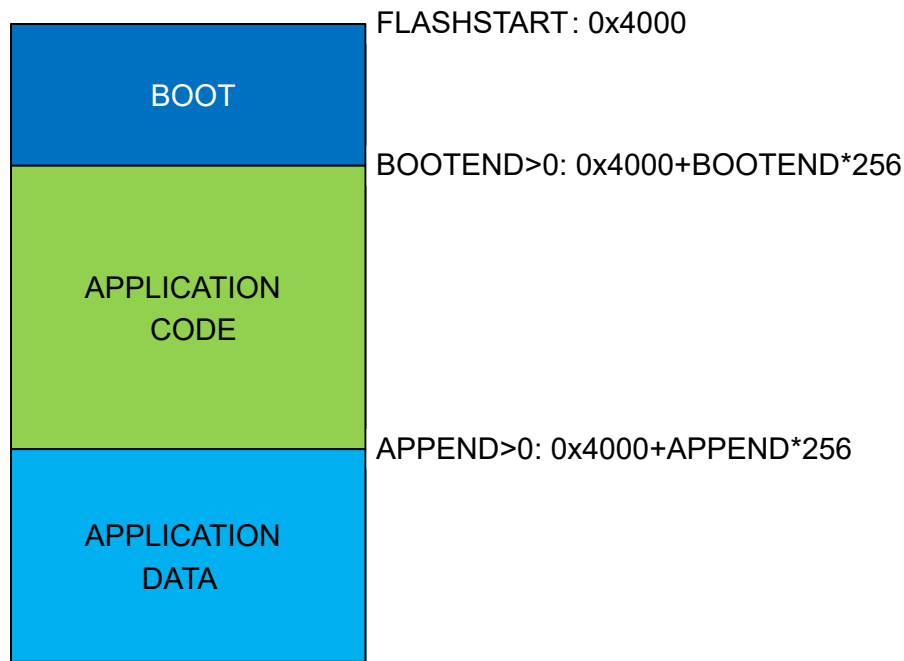 FLASHSTART: 0x4000
BOOT
BOOTEND>0: 0x4000+BOOTEND*256
APPLICATION
CODE
APPEND>0: 0x4000+APPEND*256
APPLICATION
DATA